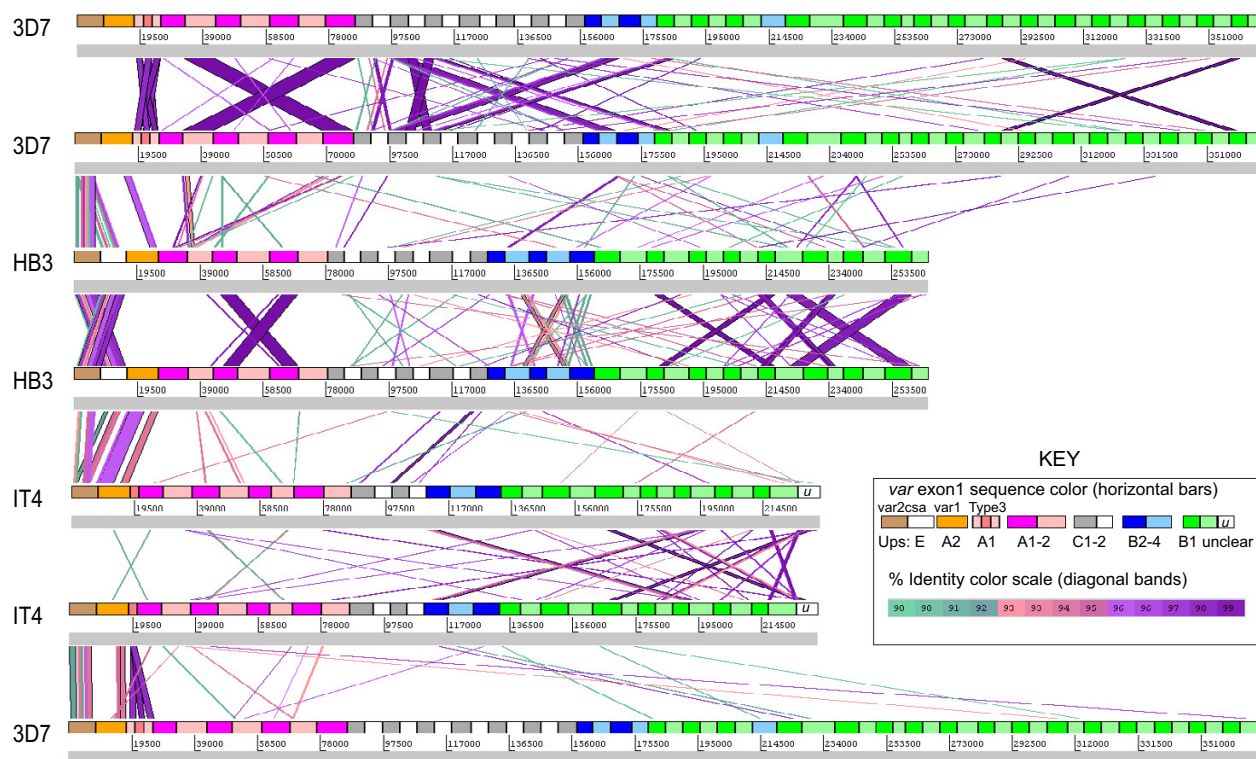 3D7
19500 39000 58500 78000 97500 117000 136500 156000 175500 195000 214500 234000 253500 273000 292500 312000 331500 351000
3D7
19500 39000 58500 78000 97500 117000 136500 156000 175500 195000 214500 234000 253500 273000 292500 312000 331500 351000
HB3
19500 39000 58500 78000 97500 117000 136500 156000 175500 195000 214500 234000 253500
HB3
19500 39000 58500 78000 97500 117000 136500 156000 175500 195000 214500 234000 253500
IT4
u
19500 39000 58500 78000 97500 117000 136500 156000 175500 195000 214500
IT4
u
19500 39000 58500 78000 97500 117000 136500 156000 175500 195000 214500
3D7
19500 39000 58500 78000 97500 117000 136500 156000 175500 195000 214500 234000 253500 273000 292500 312000 331500 351000
KEY
var exon1 sequence color (horizontal bars)
var2csa var1 Type3
u
Ups: E A2 A1 A1-2 C1-2 B2-4 B1 unclear
% Identity color scale (diagonal bands)
90 90 91 92 93 93 94 95 96 96 97 98 99